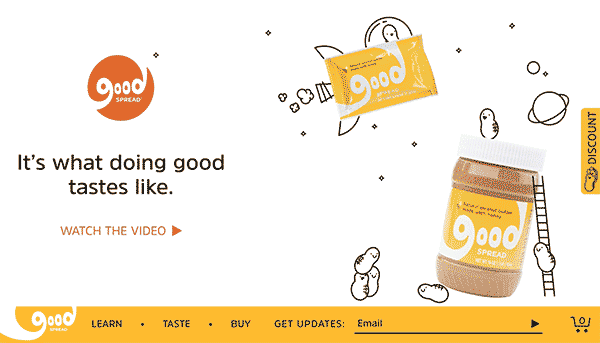 good
SPREAD
It's what doing good
tastes like.
WATCH THE VIDEO
good
good
SPREAD
DISCOUNT
good
SPREAD
LEARN • TASTE • BUY GET UPDATES: Email
0